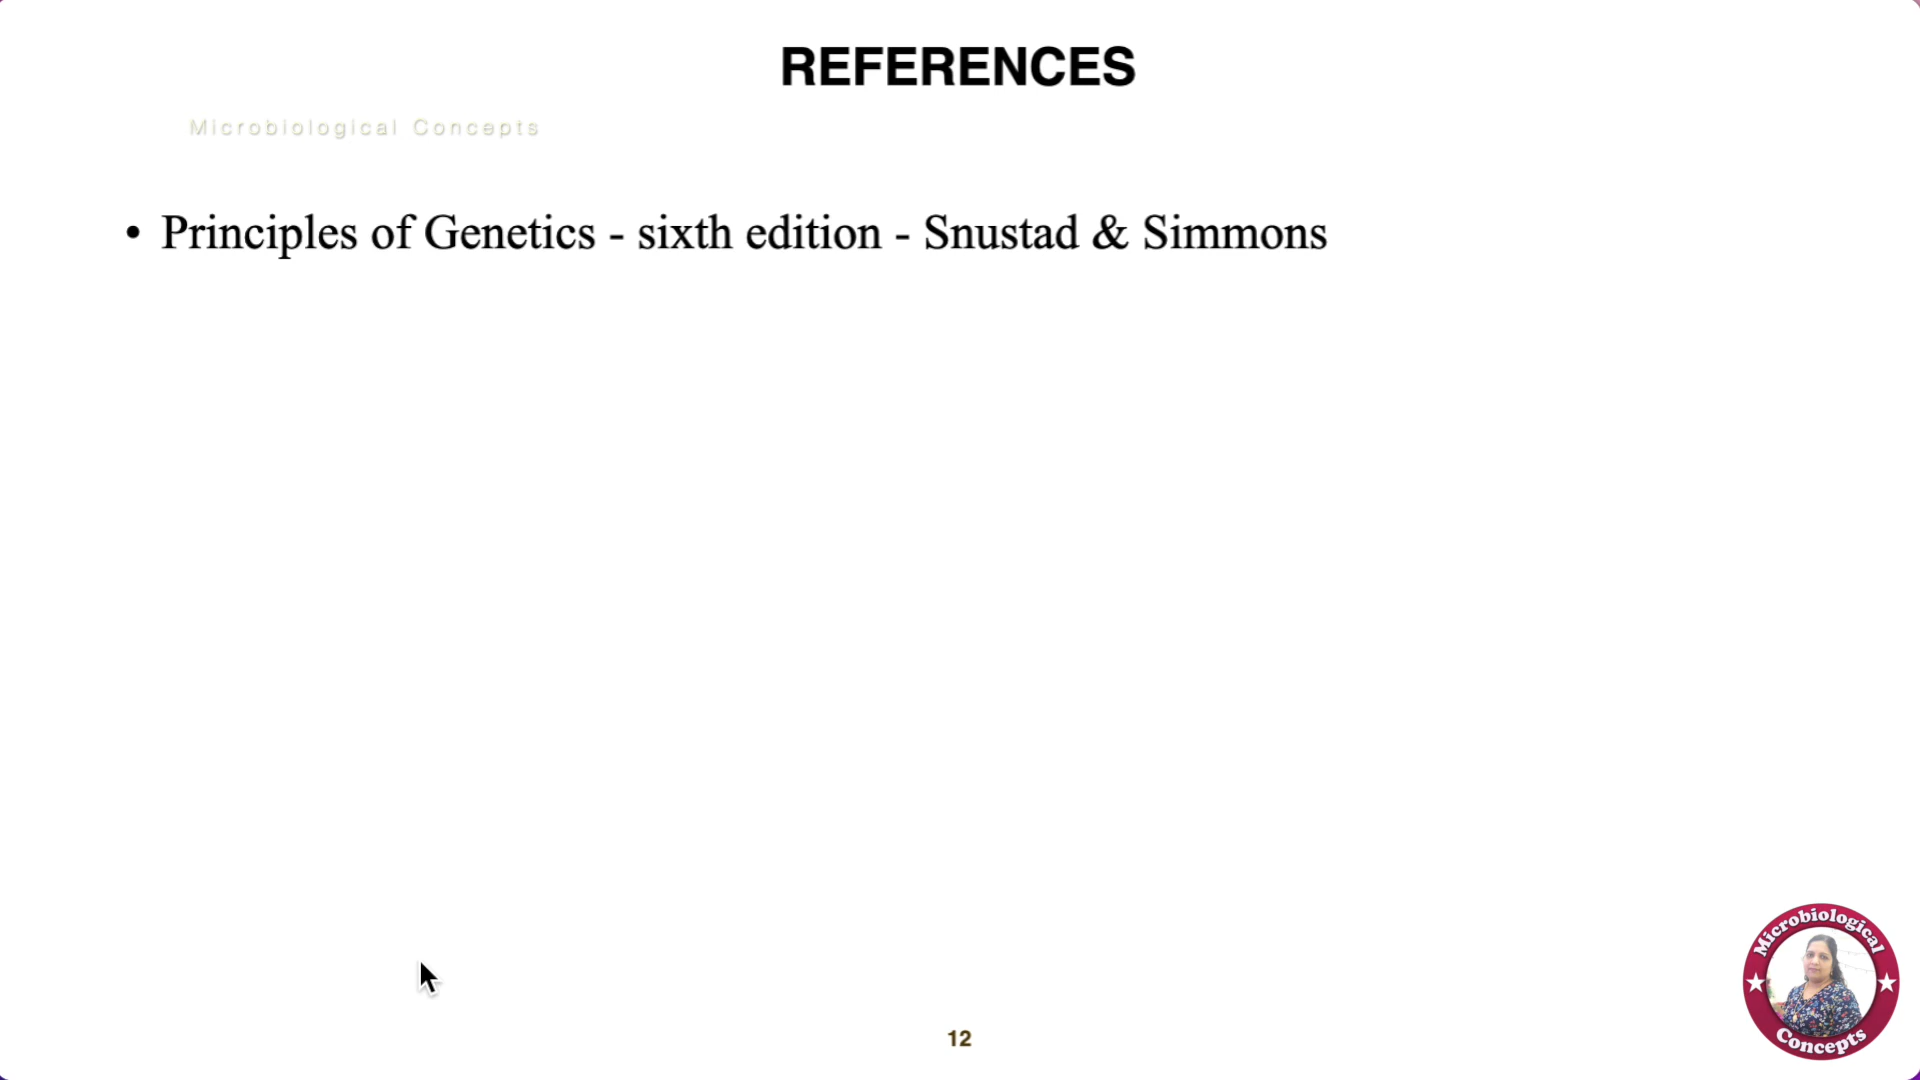 REFERENCES
Microbiological Concepts
• Principles of Genetics - sixth edition - Snustad & Simmons
12
Microbiological
Concepts